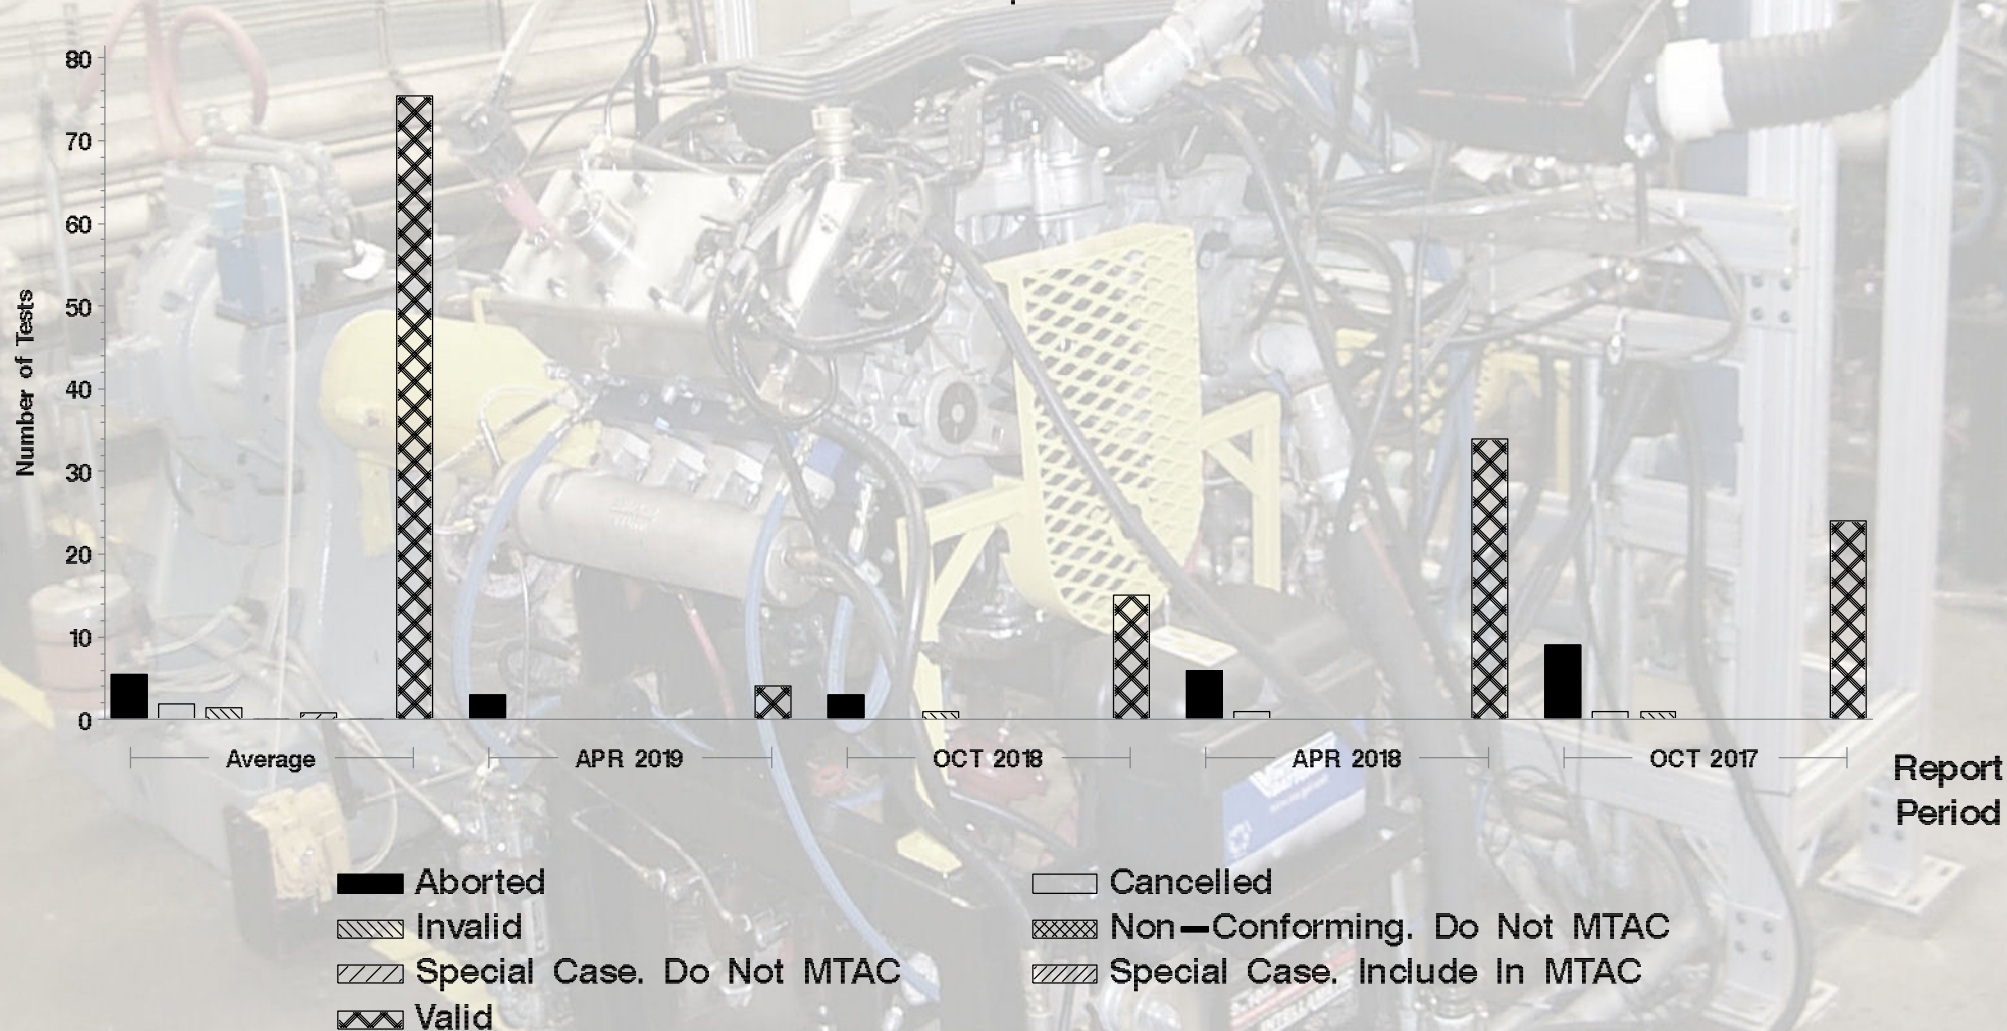 80
70
60
50
40
30
20
10
0
Number of Tests
Average
APR 2019
OCT 2018
APR 2018
OCT 2017
Report
Period
Aborted
Cancelled
Invalid
Non-Conforming. Do Not MTAC
Special Case. Do Not MTAC
Special Case. Include In MTAC
Valid